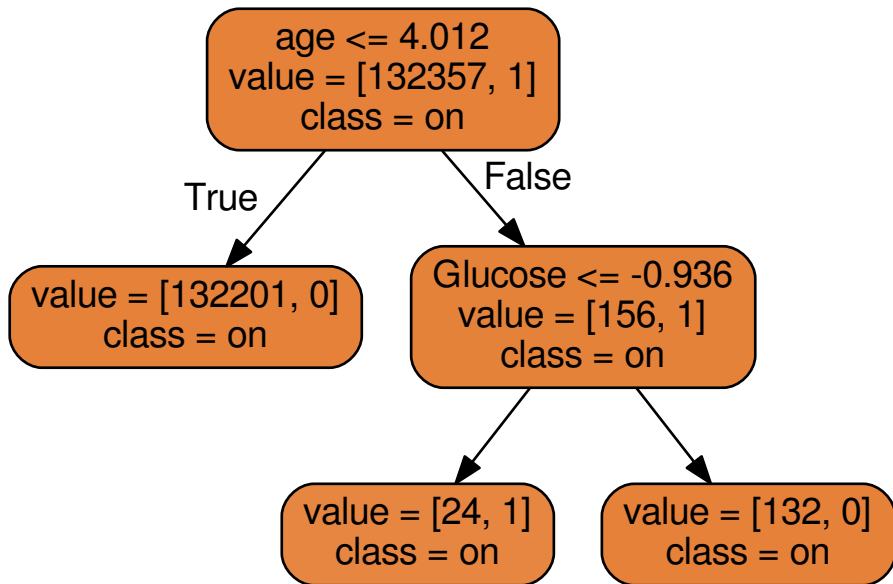 age <= 4.012
value = [132357, 1]
class = on
True
False
value = [132201, 0]
class = on
Glucose <= -0.936
value = [156, 1]
class = on
value = [24, 1]
class = on
value = [132, 0]
class = on